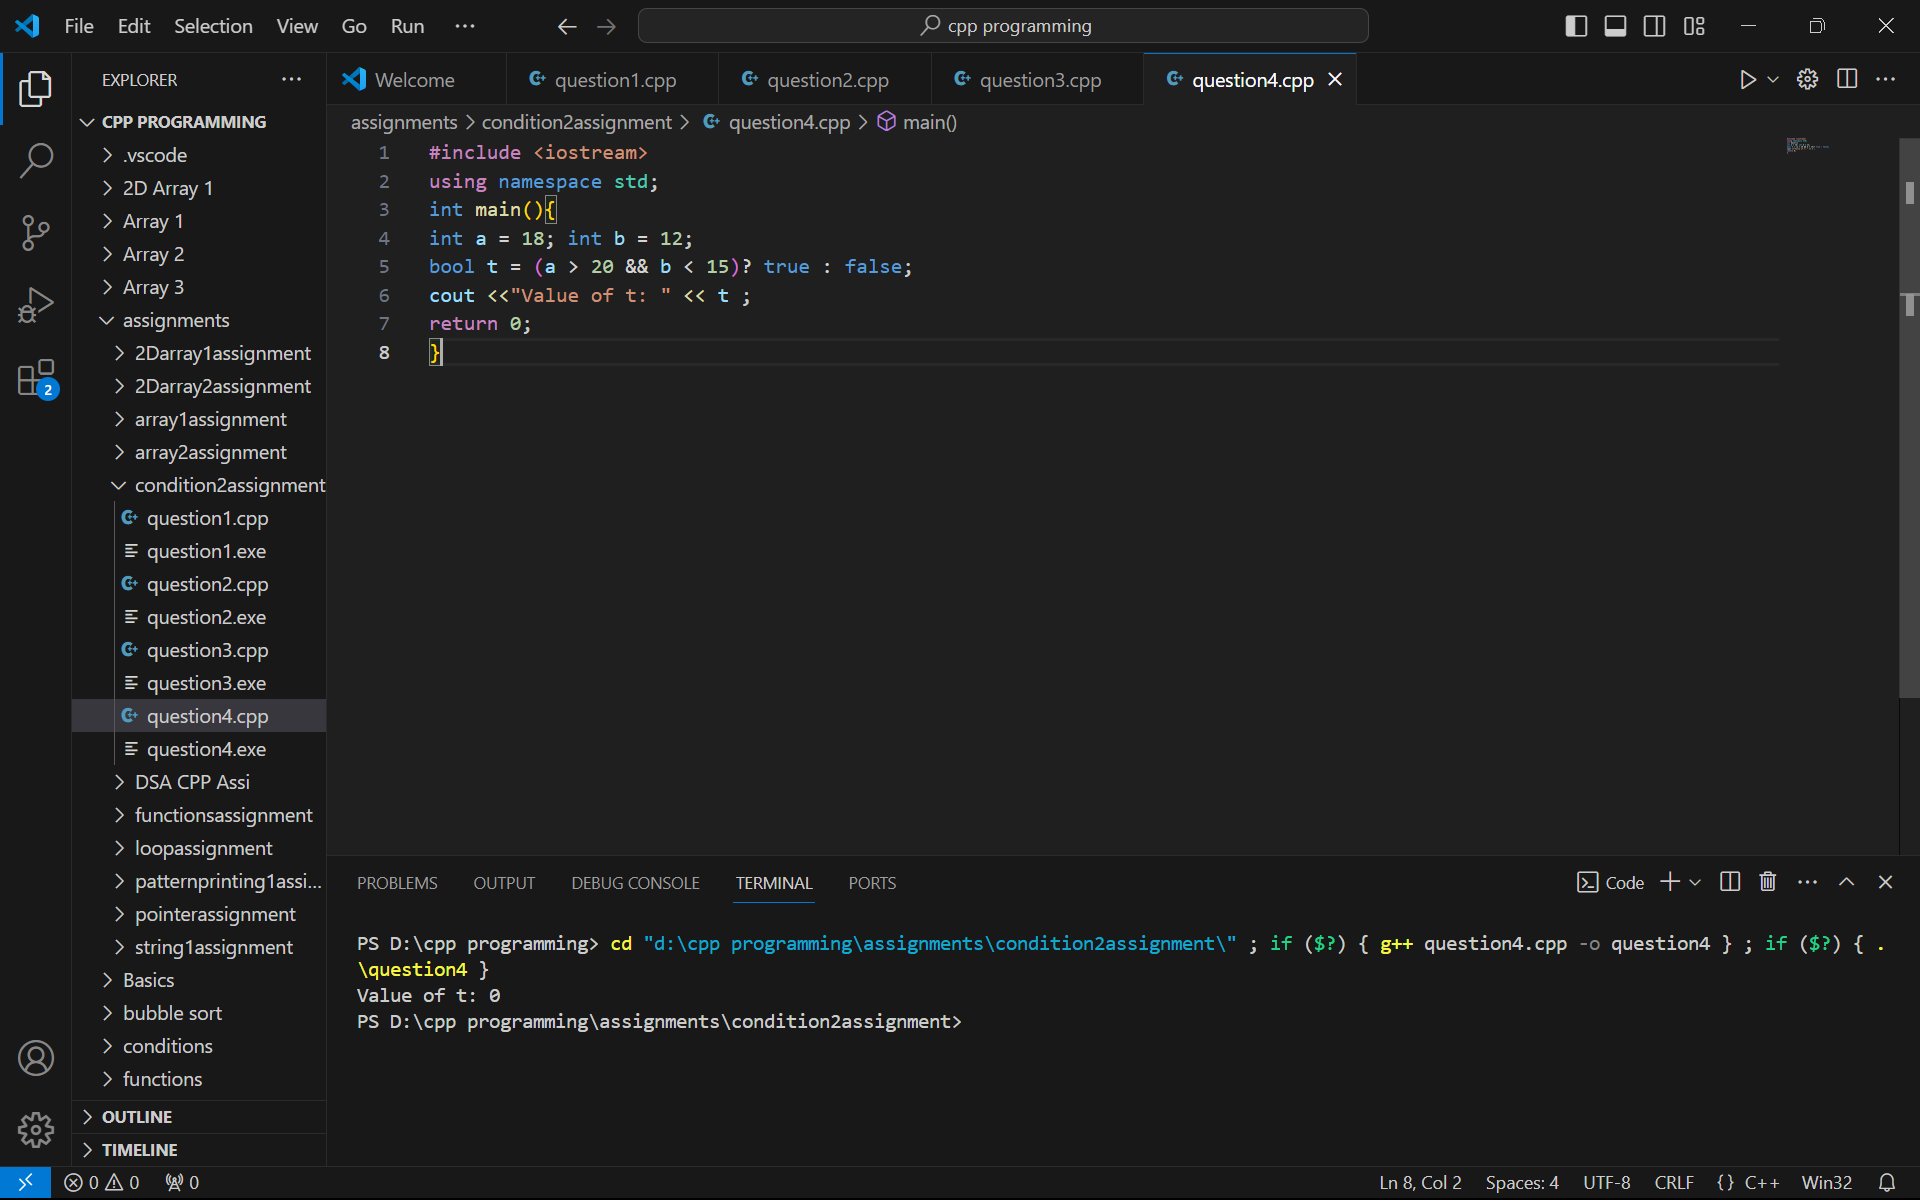 File Edit Selection View Go Run ···
cpp programming
EXPLORER ···
Welcome question1.cpp question2.cpp question3.cpp question4.cpp
assignments > condition2assignment > question4.cpp > main()
CPP PROGRAMMING
.vscode
2D Array 1
Array 1
Array 2
Array 3
assignments
2Darray1assignment
2Darray2assignment
array1assignment
array2assignment
condition2assignment
question1.cpp
question1.exe
question2.cpp
question2.exe
question3.cpp
question3.exe
question4.cpp
question4.exe
DSA CPP Assi
functionsassignment
loopassignment
patternprinting1assi...
pointerassignment
string1assignment
Basics
bubble sort
conditions
functions
OUTLINE
TIMELINE
2
1 #include <iostream>
2 using namespace std;
3 int main(){
4 int a = 18; int b = 12;
5 bool t = (a > 20 && b < 15)? true : false;
6 cout <<"Value of t: " << t ;
7 return 0;
8 }
PROBLEMS OUTPUT DEBUG CONSOLE TERMINAL PORTS
Code
PS D:\cpp programming> cd "d:\cpp programming\assignments\condition2assignment\" ; if ($?) { g++ question4.cpp -o question4 } ; if ($?) { .
\question4 }
Value of t: 0
PS D:\cpp programming\assignments\condition2assignment>
0 0 0
Ln 8, Col 2 Spaces: 4 UTF-8 CRLF {} C++ Win32